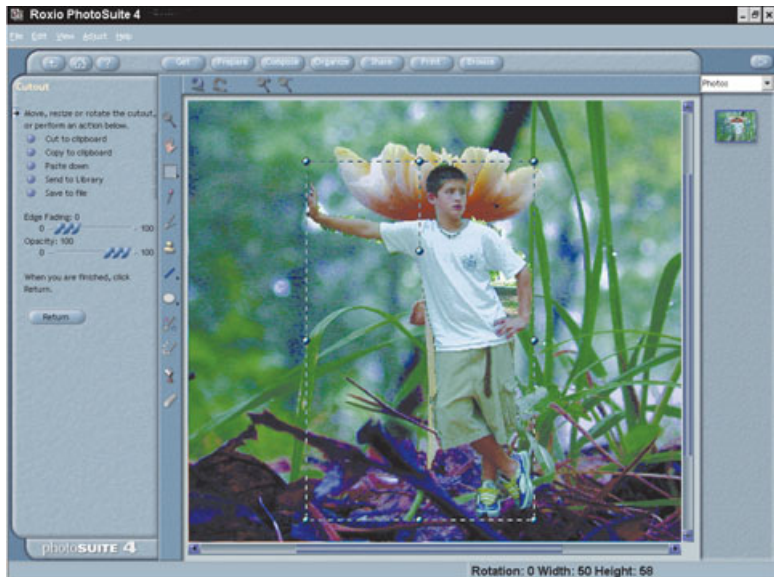 Roxio PhotoSuite 4
File Edit View Adjust Help
Get Prepare Compose Organize Share Print Browse
Cutout
Photos
Move, resize or rotate the cutout,
or perform an action below.
Cut to clipboard
Copy to clipboard
Paste down
Send to Library
Save to file
Edge Fading: 0
0 - 100
Opacity: 100
0 - 100
When you are finished, click
Return.
Return
photoSUITE 4
Rotation: 0 Width: 50 Height: 58